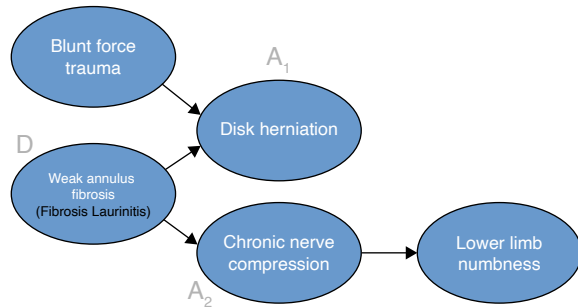 Blunt force
trauma
A1
Disk herniation
D
Weak annulus
fibrosis
(Fibrosis Laurinitis)
Chronic nerve
compression
A2
Lower limb
numbness